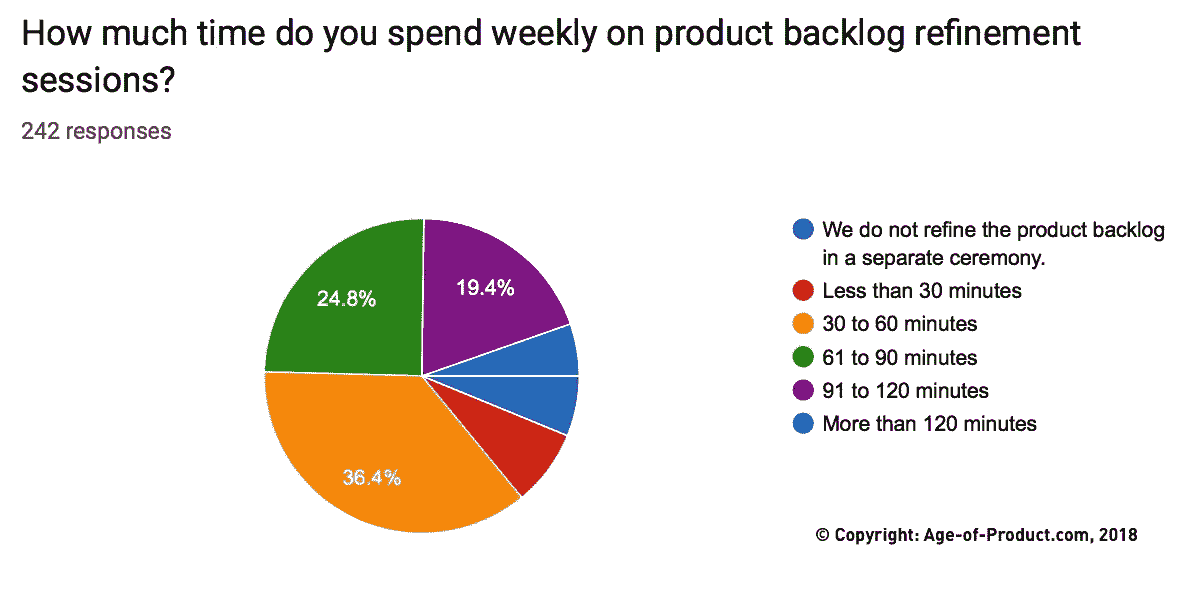 How much time do you spend weekly on product backlog refinement
sessions?
242 responses
24.8%
19.4%
36.4%
We do not refine the product backlog
in a separate ceremony.
Less than 30 minutes
30 to 60 minutes
61 to 90 minutes
91 to 120 minutes
More than 120 minutes
© Copyright: Age-of-Product.com, 2018